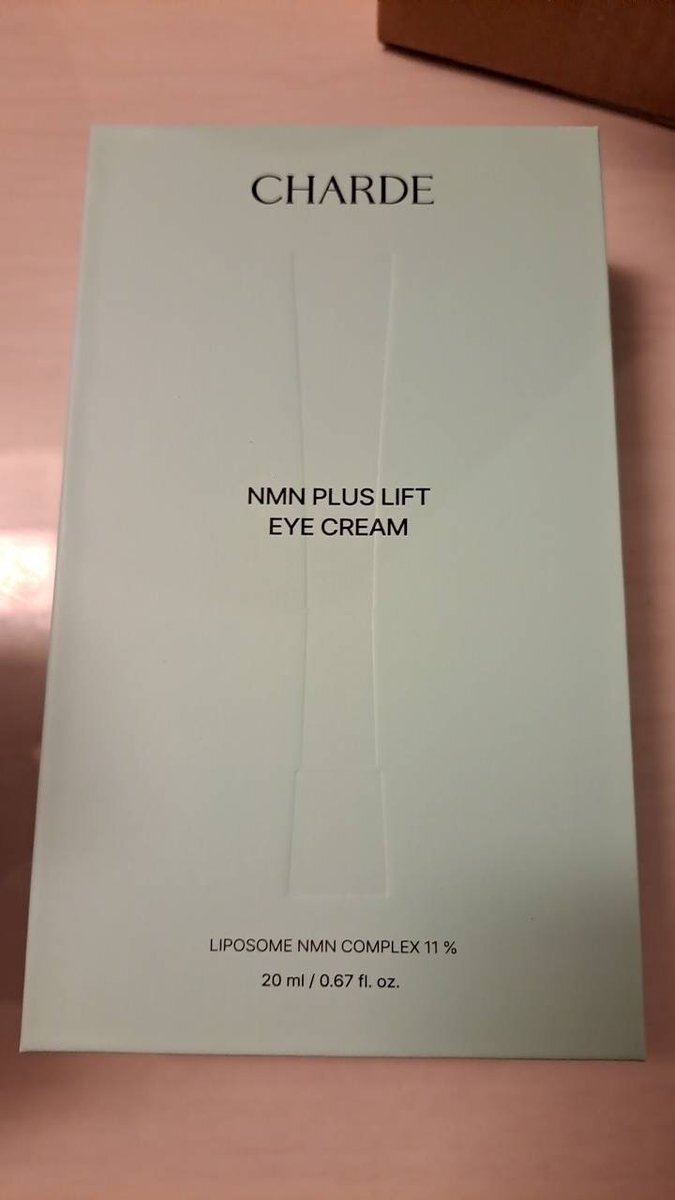 CHARDE
NMN PLUS LIFT
EYE CREAM
LIPOSOME NMN COMPLEX 11 %
20 ml / 0.67 fl. oz.